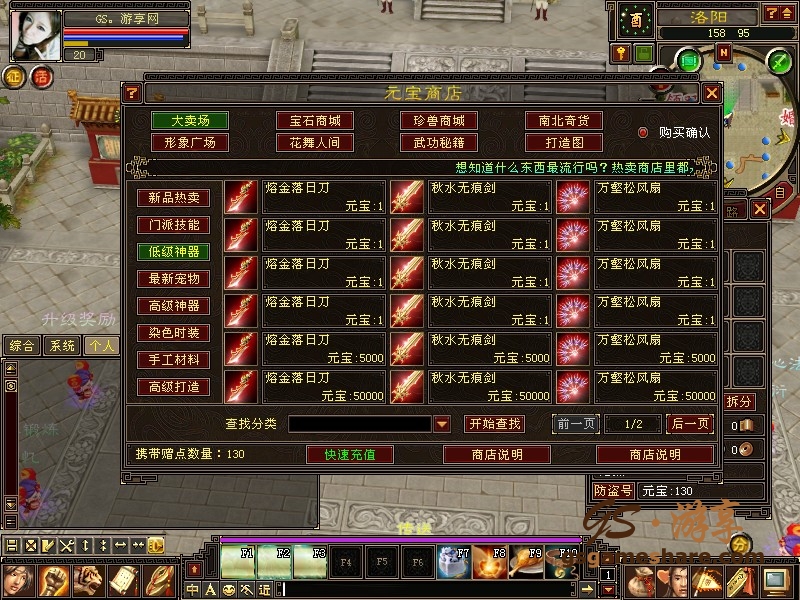 GS。游享网
20
洛阳
158 95
酉
N
征
活
元宝商店
大卖场 宝石商城 珍兽商城 南北奇货
形象广场 花舞人间 武功秘籍 打造图
购买确认
想知道什么东西最流行吗？热卖商店里都,
新品热卖
门派技能
低级神器
最新宠物
高级神器
染色时装
手工材料
高级打造
熔金落日刀 秋水无痕剑 万壑松风扇
元宝:1 元宝:1 元宝:1
熔金落日刀 秋水无痕剑 万壑松风扇
元宝:1 元宝:1 元宝:1
熔金落日刀 秋水无痕剑 万壑松风扇
元宝:1 元宝:1 元宝:1
熔金落日刀 秋水无痕剑 万壑松风扇
元宝:1 元宝:1 元宝:1
熔金落日刀 秋水无痕剑 万壑松风扇
元宝:5000 元宝:5000 元宝:5000
熔金落日刀 秋水无痕剑 万壑松风扇
元宝:50000 元宝:50000 元宝:50000
查找分类 开始查找 前一页 1/2 后一页
携带赠点数量：130 快速充值 商店说明 商店说明
升级奖励
综合 系统 个人
锻炼
自
拆分
0
0
防盗号 元宝:130
传送
GS·游享
F1 F2 F3 F4 F5 F6 F7 F8 F9 F10
1
中 A 近